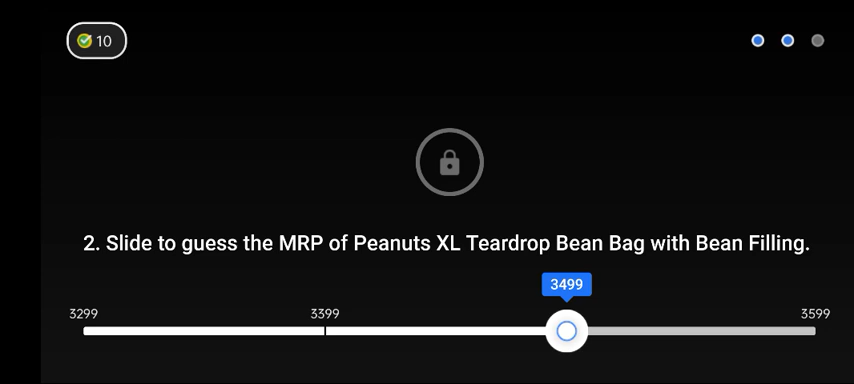 10
2. Slide to guess the MRP of Peanuts XL Teardrop Bean Bag with Bean Filling.
3499
3299 3399 3599